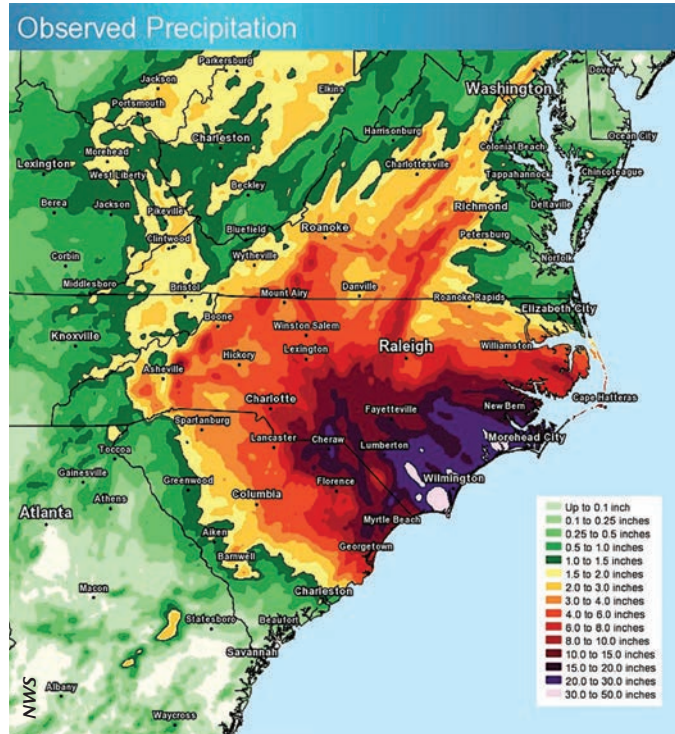 Observed Precipitation
Parkersburg
Jackson
Portsmouth
Elkins
Washington
Dover
Charleston
Harrisonburg
Ocean City
Morehead
Lexington
West Liberty
Charlottesville
Colonial Beach
Tappahannock
Chincoteague
Beckley
Berea
Jackson
Pikeville
Richmond
Deltaville
Clintwood
Bluefield
Roanoke
Petersburg
Corbin
Wytheville
Norfolk
Middlesboro
Bristol
Mount Airy
Danville
Roanoke Rapids
Elizabeth City
Boone
Knoxville
Winston Salem
Hickory
Lexington
Raleigh
Williamston
Asheville
Charlotte
Fayetteville
New Bern
Cape Hatteras
Spartanburg
Lancaster
Cheraw
Lumberton
Morehead City
Toccoa
Gainesville
Greenwood
Florence
Wilmington
Athens
Columbia
Atlanta
Myrtle Beach
Aiken
Georgetown
Barnwell
Charleston
Macon
Statesboro
Beaufort
Savannah
Albany
Waycross
NWS
Up to 0.1 inch
0.1 to 0.25 inches
0.25 to 0.5 inches
0.5 to 1.0 inches
1.0 to 1.5 inches
1.5 to 2.0 inches
2.0 to 3.0 inches
3.0 to 4.0 inches
4.0 to 6.0 inches
6.0 to 8.0 inches
8.0 to 10.0 inches
10.0 to 15.0 inches
15.0 to 20.0 inches
20.0 to 30.0 inches
30.0 to 50.0 inches